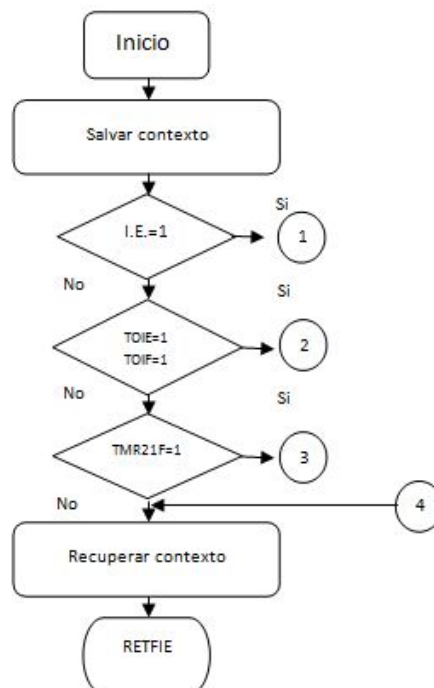 Inicio
Salvar contexto
Si
I.E.=1
1
No
Si
TOIE=1
TOIF=1
2
No
Si
TMR21F=1
3
No
4
Recuperar contexto
RETFIE